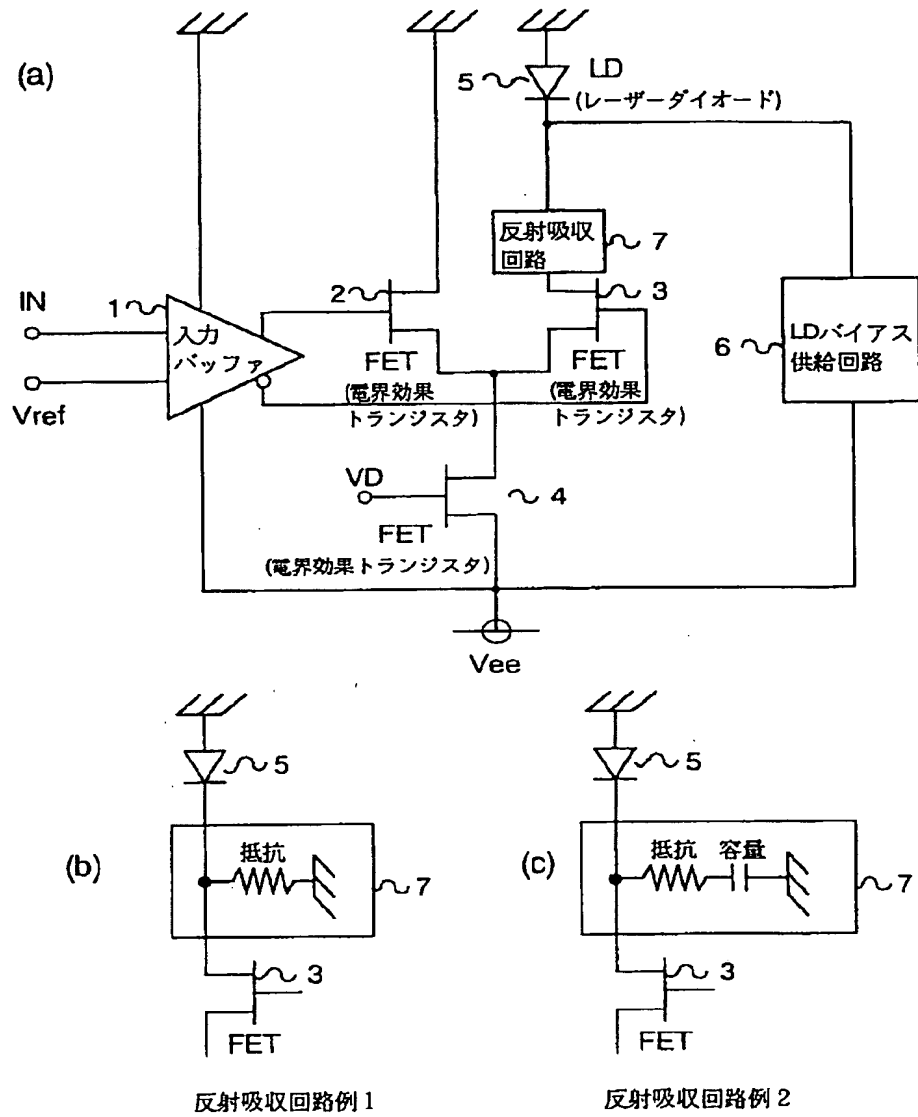 (a)
5
LD
(レーザーダイオード)
反射吸収
回路
7
IN
1
入力
バッファ
Vref
2
FET
(電界効果
トランジスタ)
3
FET
(電界効果
トランジスタ)
6
LDバイアス
供給回路
VD
4
FET
(電界効果トランジスタ)
Vee
(b)
5
抵抗
7
3
FET
反射吸収回路例1
(c)
5
抵抗 容量
7
3
FET
反射吸収回路例2